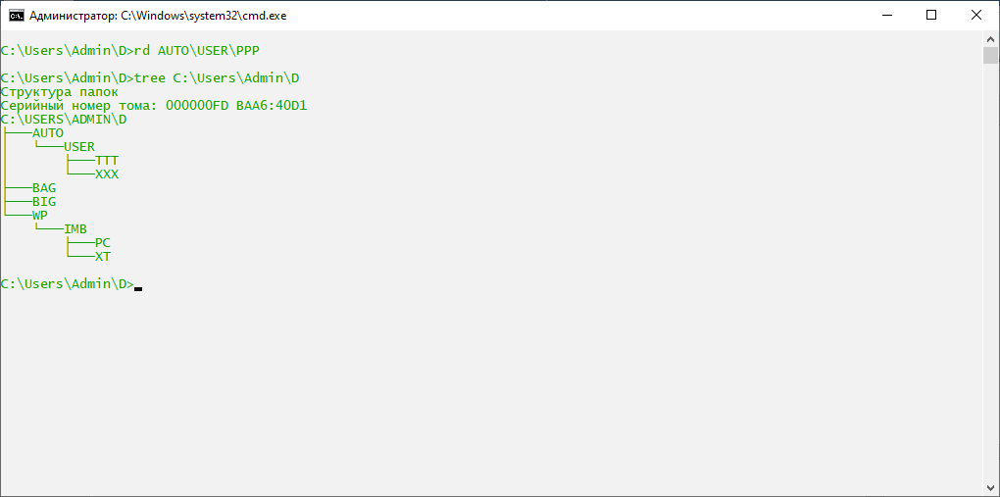 Администратор: C:\Windows\system32\cmd.exe
C:\Users\Admin\D>rd AUTO\USER\PPP
C:\Users\Admin\D>tree C:\Users\Admin\D
Структура папок
Серийный номер тома: 000000FD BAA6:40D1
C:\USERS\ADMIN\D
├───AUTO
│   └───USER
│       ├───TTT
│       └───XXX
├───BAG
├───BIG
└───WP
    └───IMB
        ├───PC
        └───XT
C:\Users\Admin\D>